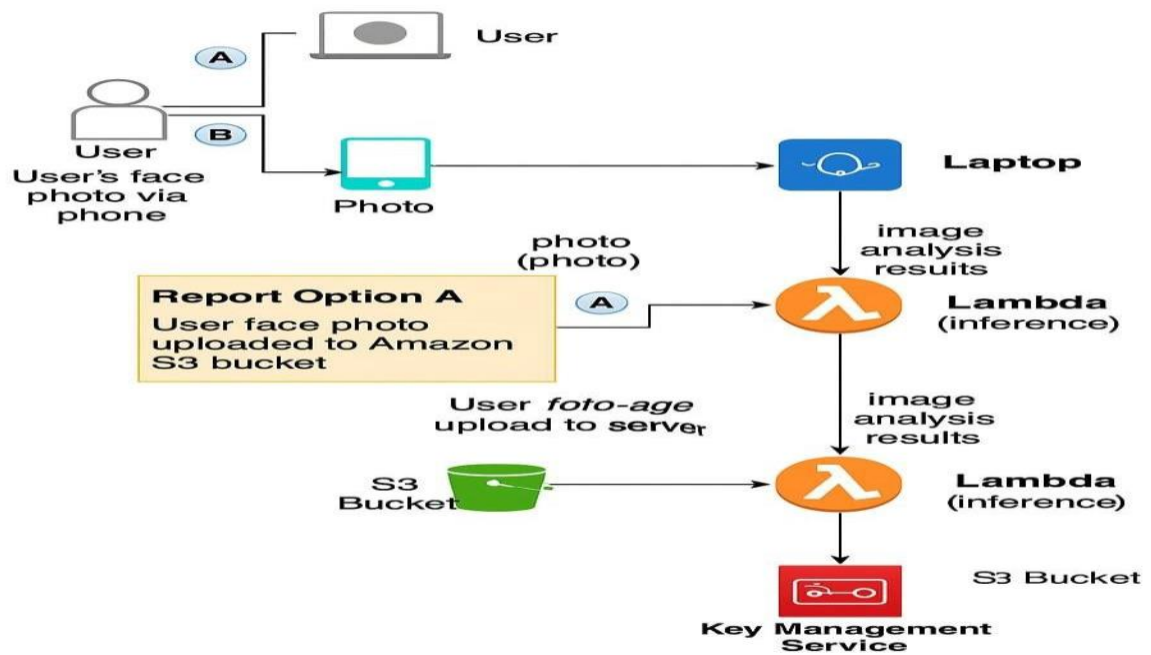 User
A
B
User
User's face
photo via
phone
Photo
Laptop
image
analysis
resuits
photo
(photo)
Report Option A
User face photo
uploaded to Amazon
S3 bucket
A
Lambda
(inference)
image
analysis
results
User foto-age
upload to server
S3
Bucket
Lambda
(inference)
S3 Bucket
Key Management
Service